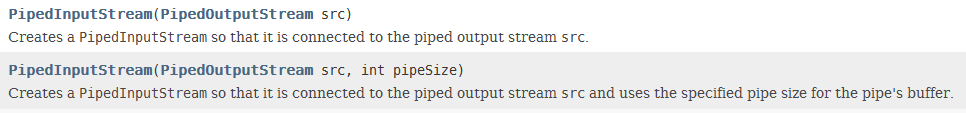 PipedInputStream(PipedOutputStream src)
Creates a PipedInputStream so that it is connected to the piped output stream src.
PipedInputStream(PipedOutputStream src, int pipeSize)
Creates a PipedInputStream so that it is connected to the piped output stream src and uses the specified pipe size for the pipe's buffer.